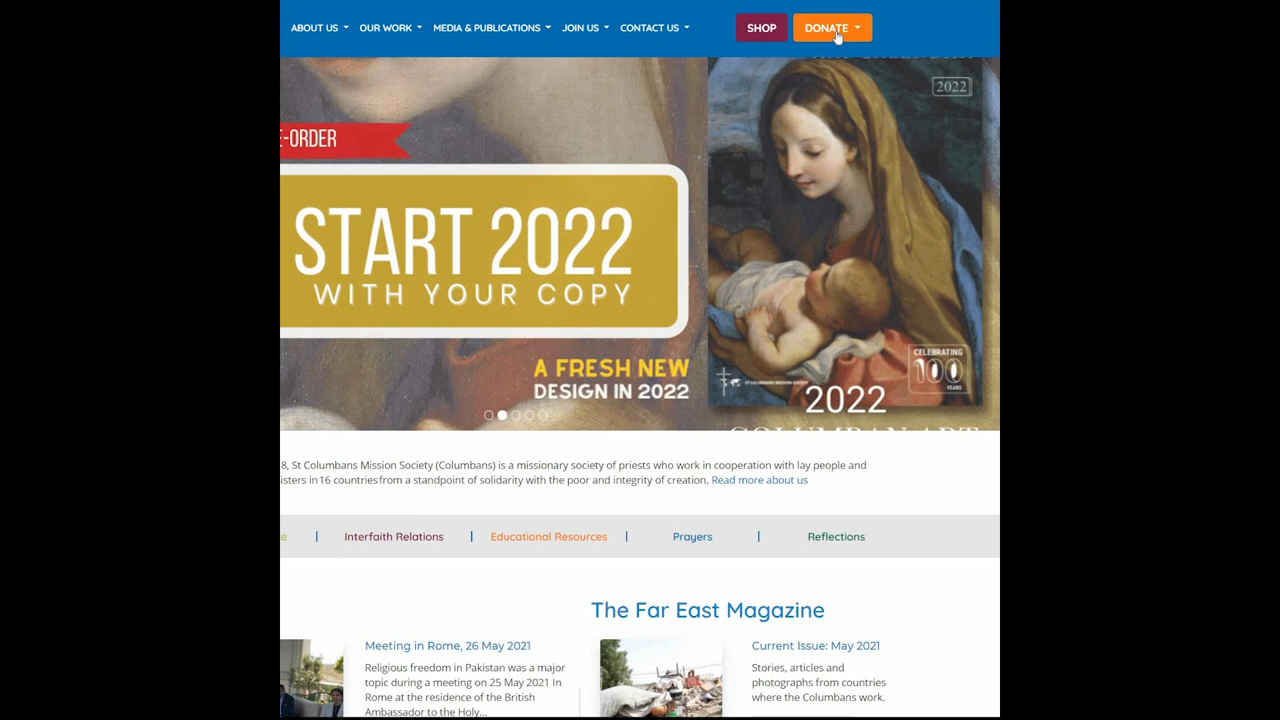 ABOUT US OUR WORK MEDIA & PUBLICATIONS JOIN US CONTACT US SHOP DONATE
2022
E-ORDER
START 2022
WITH YOUR COPY
A FRESH NEW
DESIGN IN 2022
CELEBRATING
100
YEARS
ST COLUMBANS MISSION SOCIETY
2022
COLUMBAN ART
8, St Columbans Mission Society (Columbans) is a missionary society of priests who work in cooperation with lay people and
isters in 16 countries from a standpoint of solidarity with the poor and integrity of creation. Read more about us
e | Interfaith Relations | Educational Resources | Prayers | Reflections
The Far East Magazine
Meeting in Rome, 26 May 2021
Religious freedom in Pakistan was a major
topic during a meeting on 25 May 2021 In
Rome at the residence of the British
Ambassador to the Holy...
Current Issue: May 2021
Stories, articles and
photographs from countries
where the Columbans work.